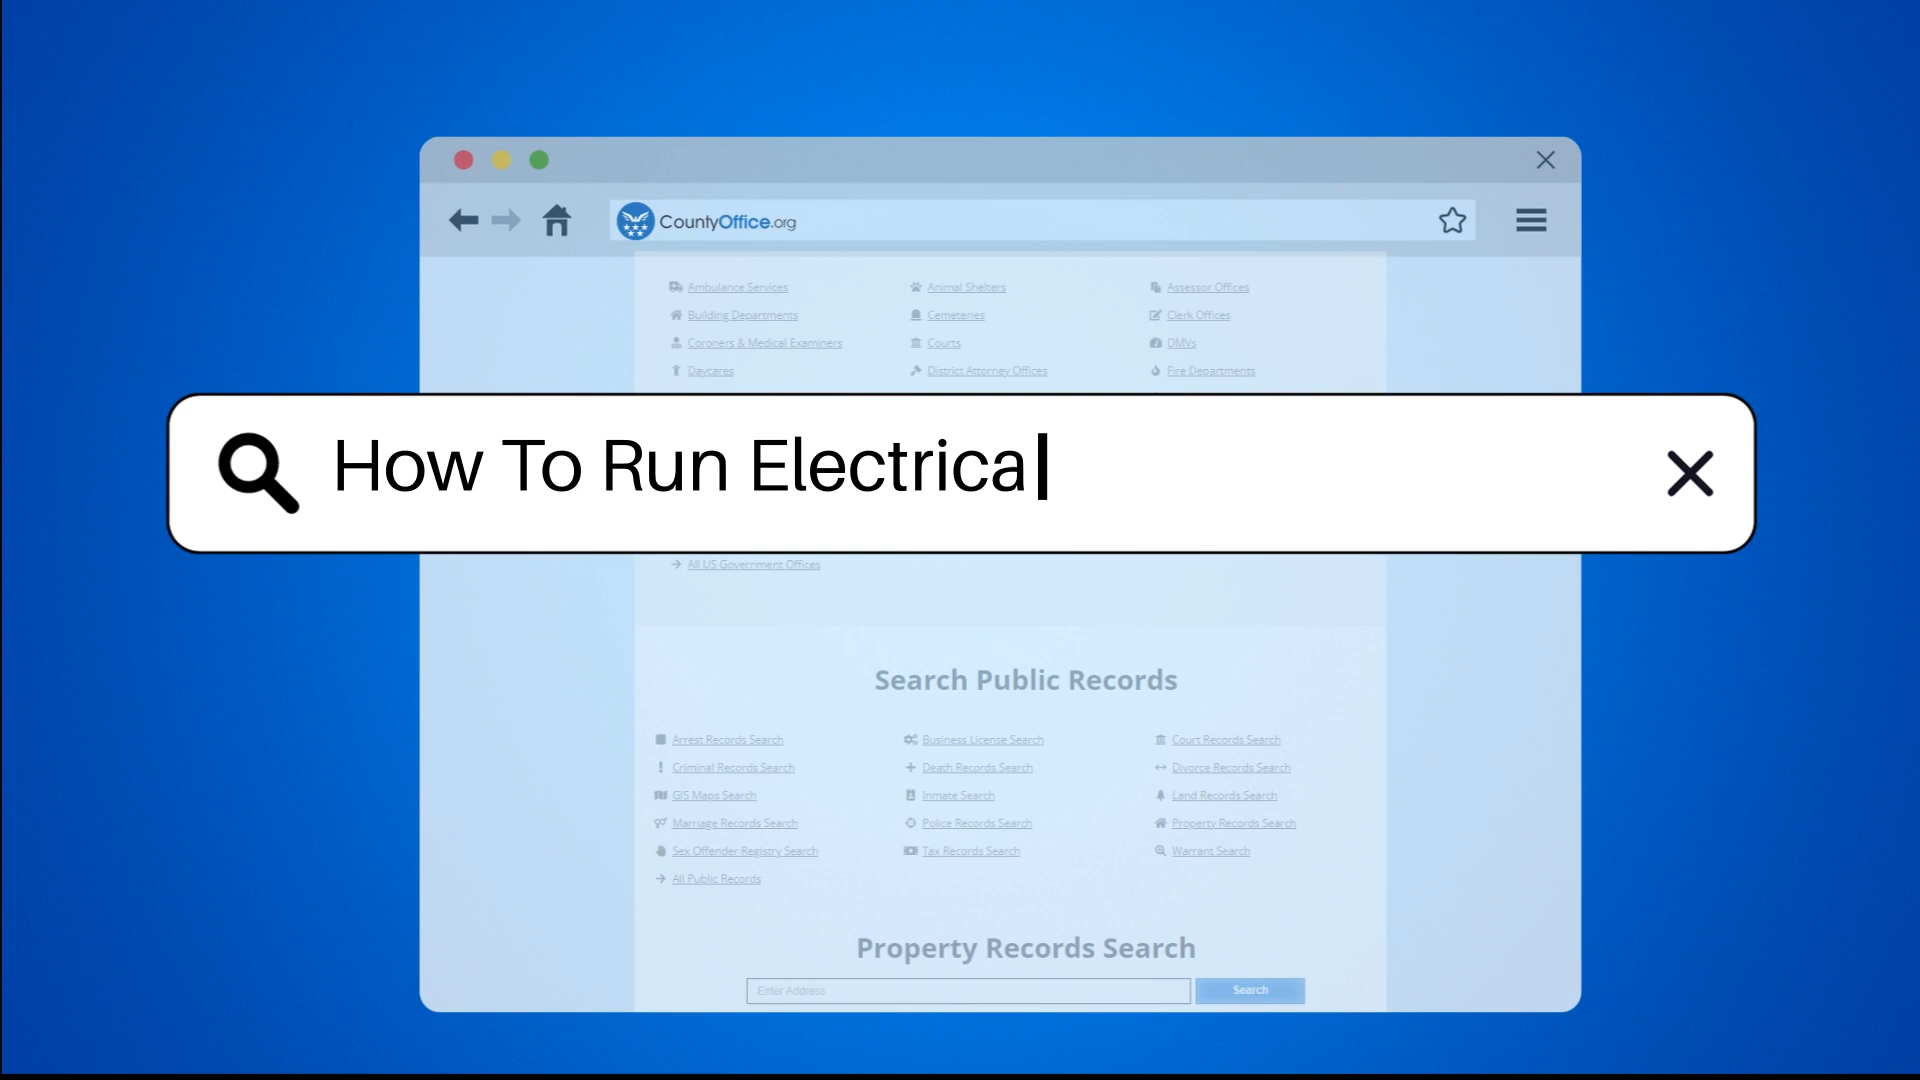 CountyOffice.org
Ambulance Services Animal Shelters Assessor Offices
Building Departments Cemeteries Clerk Offices
Coroners & Medical Examiners Courts DMVs
Daycares District Attorney Offices Fire Departments
How To Run Electrica
All US Government Offices
Search Public Records
Arrest Records Search Business License Search Court Records Search
Criminal Records Search Death Records Search Divorce Records Search
GIS Maps Search Inmate Search Land Records Search
Marriage Records Search Police Records Search Property Records Search
Sex Offender Registry Search Tax Records Search Warrant Search
All Public Records
Property Records Search
Enter Address Search